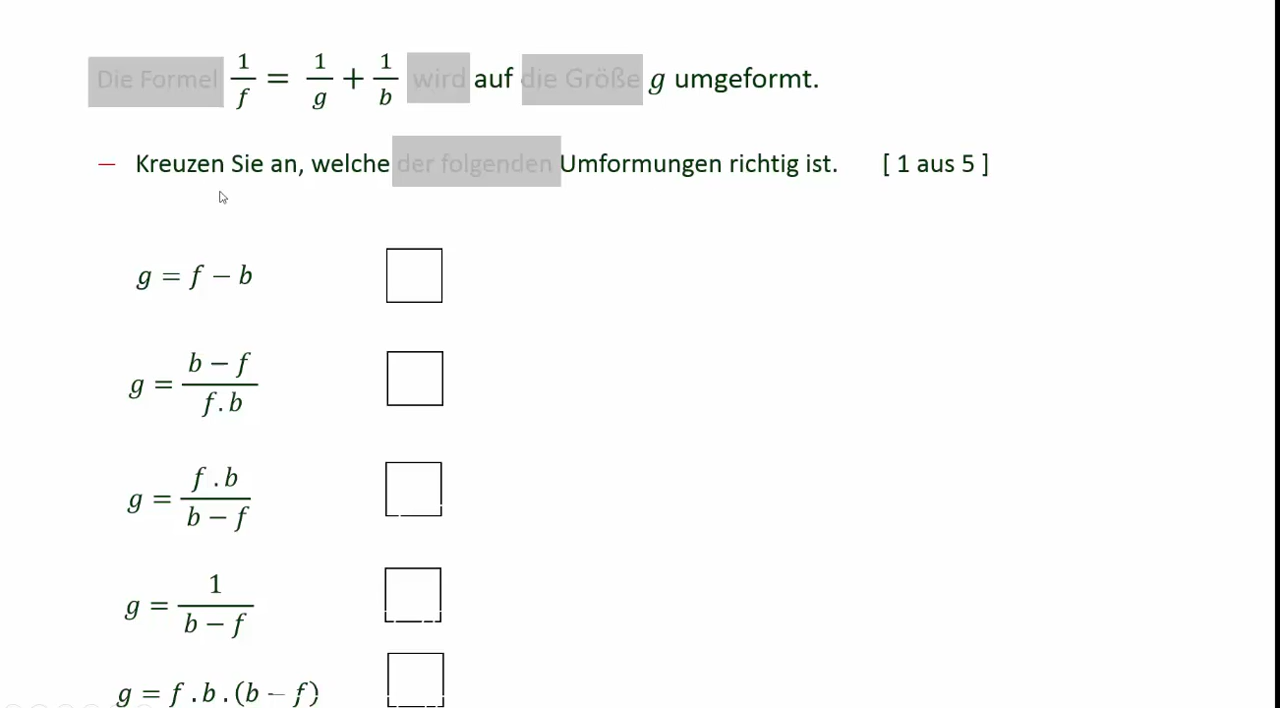 Die Formel 1/f = 1/g + 1/b wird auf die Größe g umgeformt.
– Kreuzen Sie an, welche der folgenden Umformungen richtig ist. [ 1 aus 5 ]
g = f − b
g = (b − f)/(f . b)
g = (f . b)/(b − f)
g = 1/(b − f)
g = f . b . (b − f)